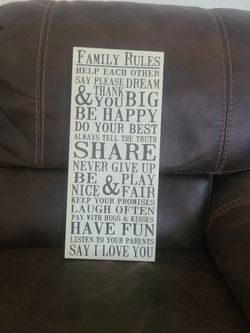 FAMILY RULES
HELP EACH OTHER
SAY PLEASE DREAM
& THANK YOU BIG
BE HAPPY
DO YOUR BEST
ALWAYS TELL THE TRUTH
SHARE
NEVER GIVE UP
BE NICE & PLAY FAIR
KEEP YOUR PROMISES
LAUGH OFTEN
PAY WITH HUGS & KISSES
HAVE FUN
LISTEN TO YOUR PARENTS
SAY I LOVE YOU